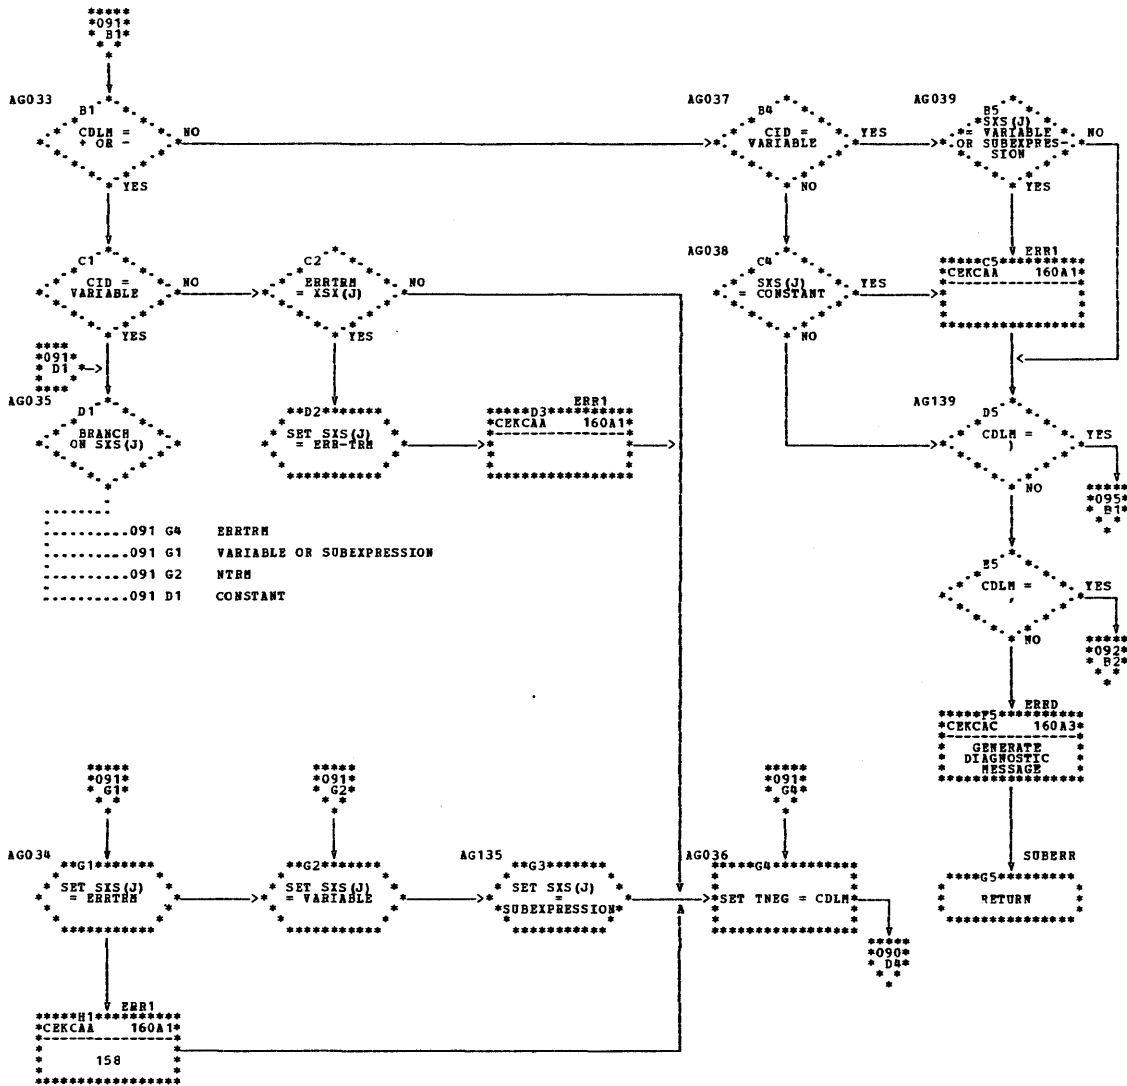 091
B1
AG033
B1
CDLM =
+ OR -
NO
YES
AG037
B4
CID =
VARIABLE
YES
NO
AG039
B5
SXS(J)
= VARIABLE
OR SUBEXPRES-
SION
NO
YES
C1
CID =
VARIABLE
NO
YES
C2
ERRTRM
= XSX(J)
NO
YES
AG038
C4
SXS(J)
= CONSTANT
YES
NO
ERR1
C5
CEKCAA 160A1
091
D1
AG035
D1
BRANCH
ON SXS(J)
D2
SET SXS(J)
= ERR-TRM
ERR1
D3
CEKCAA 160A1
AG139
D5
CDLM =
)
YES
NO
095
B1
091 G4 ERRTRM
091 G1 VARIABLE OR SUBEXPRESSION
091 G2 NTRM
091 D1 CONSTANT
E5
CDLM =
,
YES
NO
092
B2
ERRD
F5
CEKCAC 160A3
GENERATE
DIAGNOSTIC
MESSAGE
091
G1
091
G2
091
G4
AG034
G1
SET SXS(J)
= ERRTRM
G2
SET SXS(J)
= VARIABLE
AG135
G3
SET SXS(J)
=
SUBEXPRESSION
AG036
G4
SET TNEG = CDLM
SUBERR
G5
RETURN
090
D4
ERR1
H1
CEKCAA 160A1
158